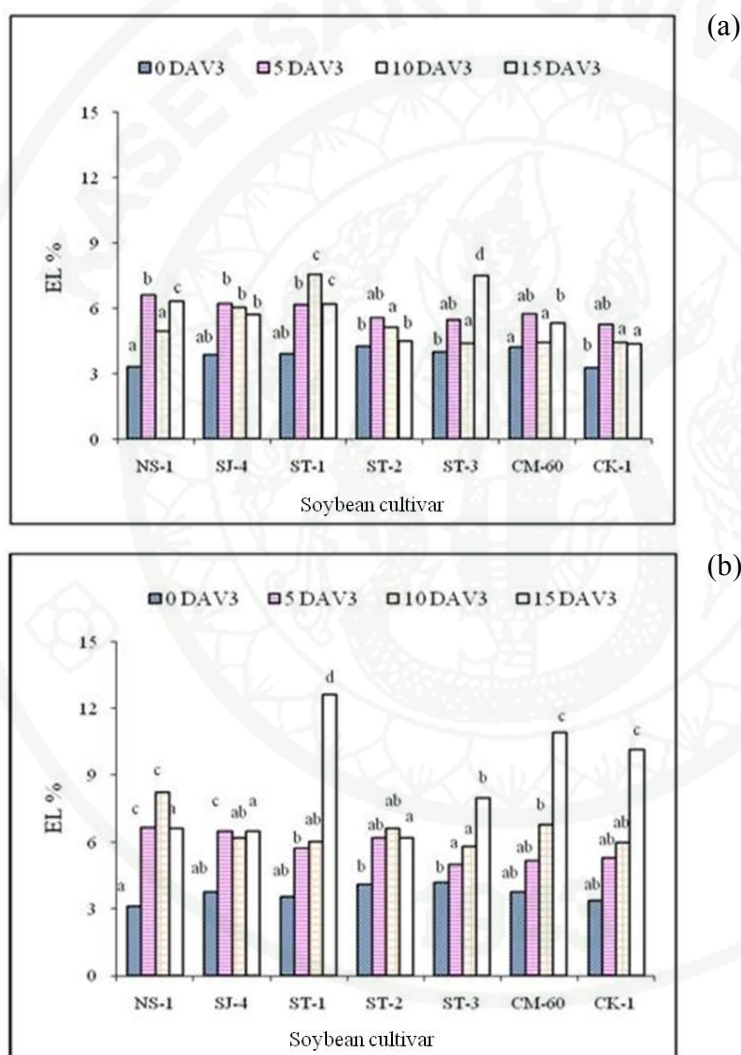 KASETSART
(a)
0 DAV3 5 DAV3 10 DAV3 15 DAV3
15
12
9
6
3
0
EL %
a b a c
ab b b b
ab b c c
b ab a b
b ab a d
a ab a b
b ab a a
NS-1 SJ-4 ST-1 ST-2 ST-3 CM-60 CK-1
Soybean cultivar
(b)
0 DAV3 5 DAV3 10 DAV3 15 DAV3
15
12
9
6
3
0
EL %
a c c a
ab c ab a
ab b ab d
b ab ab a
b a a b
ab ab b c
ab ab ab c
NS-1 SJ-4 ST-1 ST-2 ST-3 CM-60 CK-1
Soybean cultivar